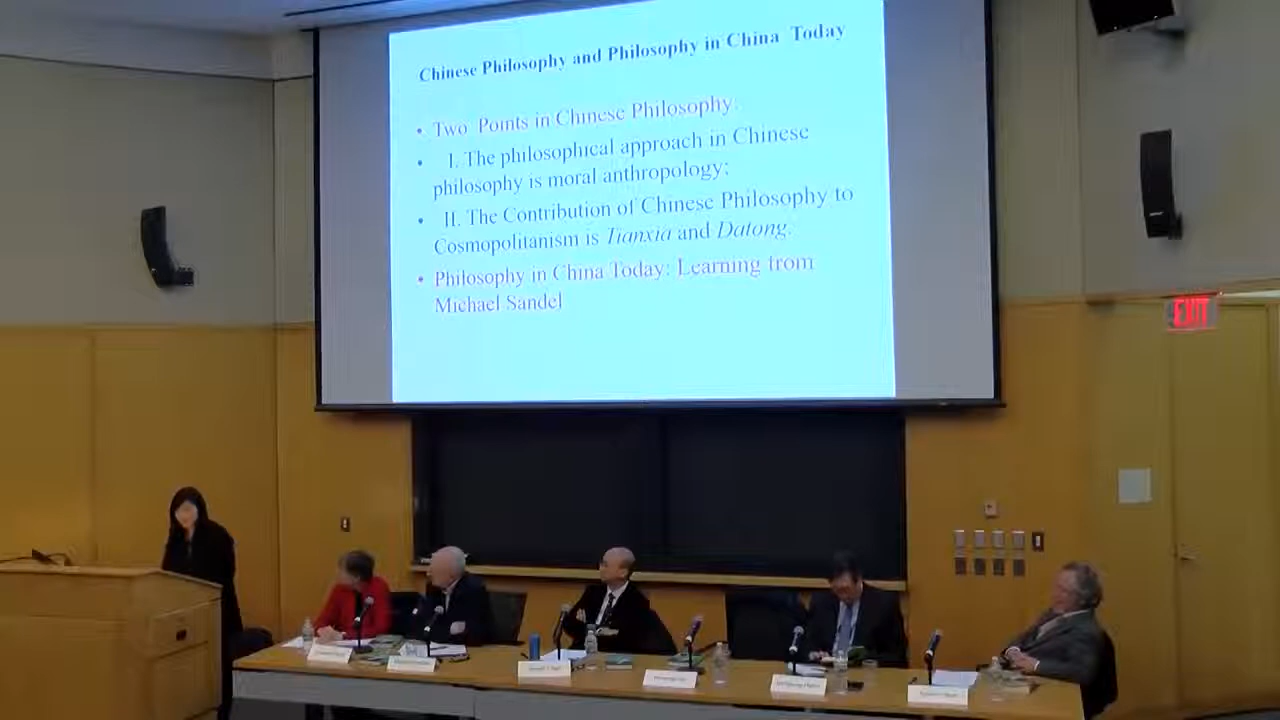 Chinese Philosophy and Philosophy in China Today
• Two Points in Chinese Philosophy:
• I. The philosophical approach in Chinese
philosophy is moral anthropology;
• II. The Contribution of Chinese Philosophy to
Cosmopolitanism is Tianxia and Datong.
• Philosophy in China Today: Learning from
Michael Sandel
EXIT